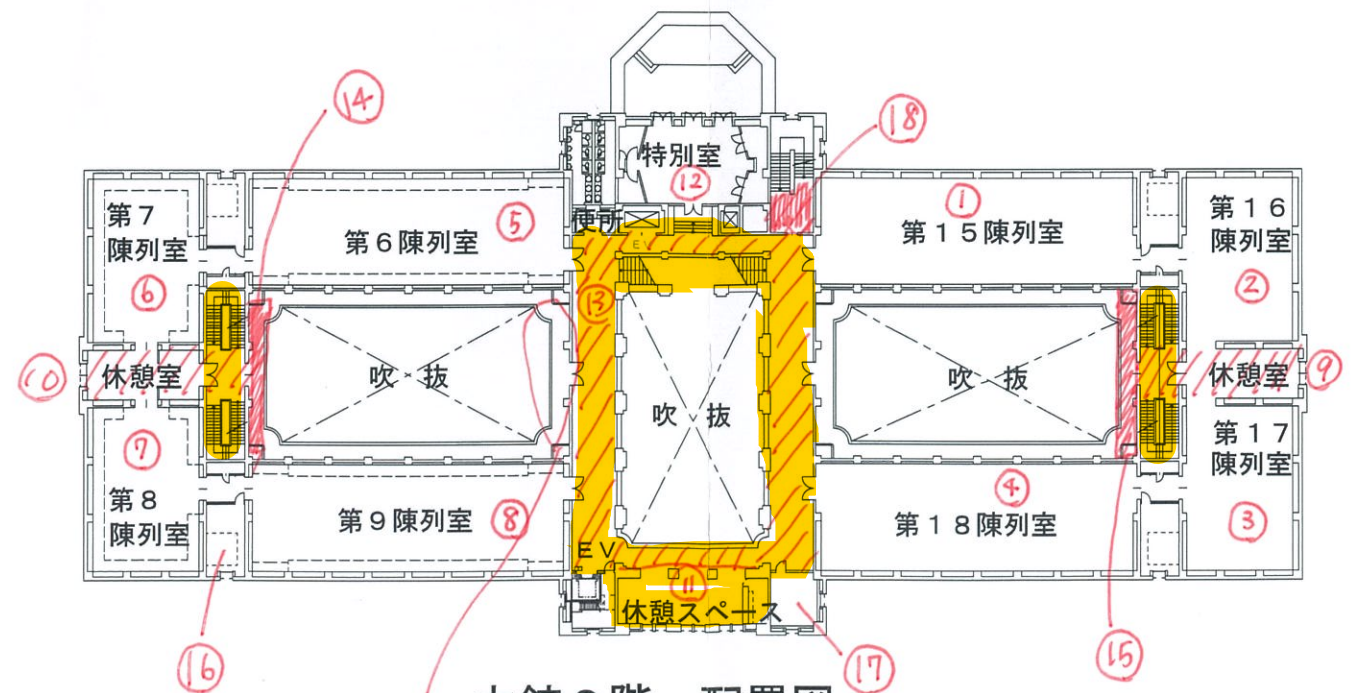 ⑭
⑱
特別室
⑫
第7
陳列室
⑥
第6陳列室
⑤
便所
EV
①
第15陳列室
第16
陳列室
②
⑬
⑩
休憩室
吹抜
吹抜
吹抜
休憩室
⑨
⑦
第8
陳列室
第9陳列室
⑧
④
第18陳列室
第17
陳列室
③
EV
⑪
休憩スペース
⑯
⑰
⑮